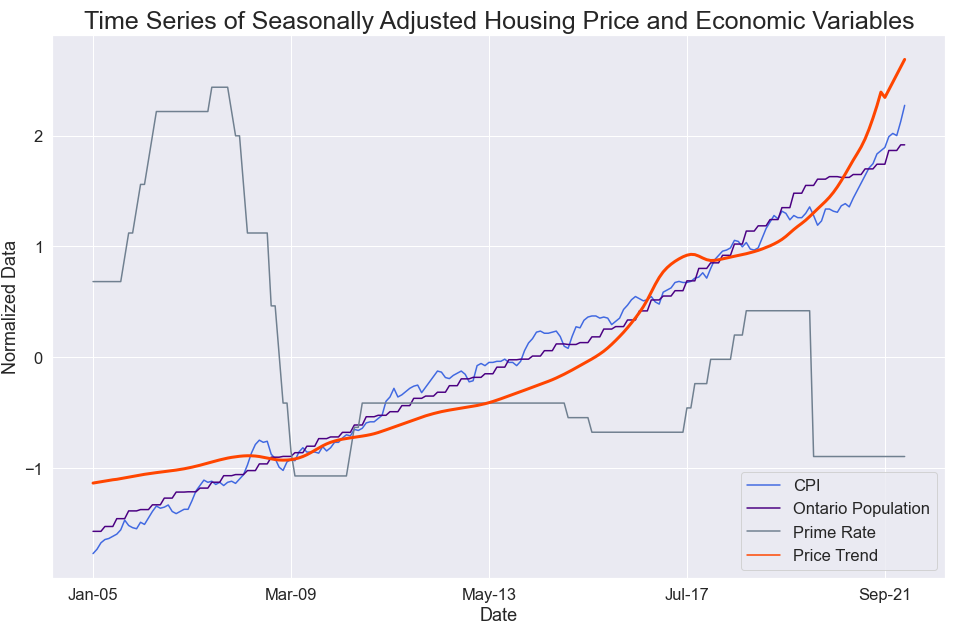 Time Series of Seasonally Adjusted Housing Price and Economic Variables
Normalized Data
2
1
0
−1
CPI
Ontario Population
Prime Rate
Price Trend
Jan-05
Mar-09
May-13
Jul-17
Sep-21
Date